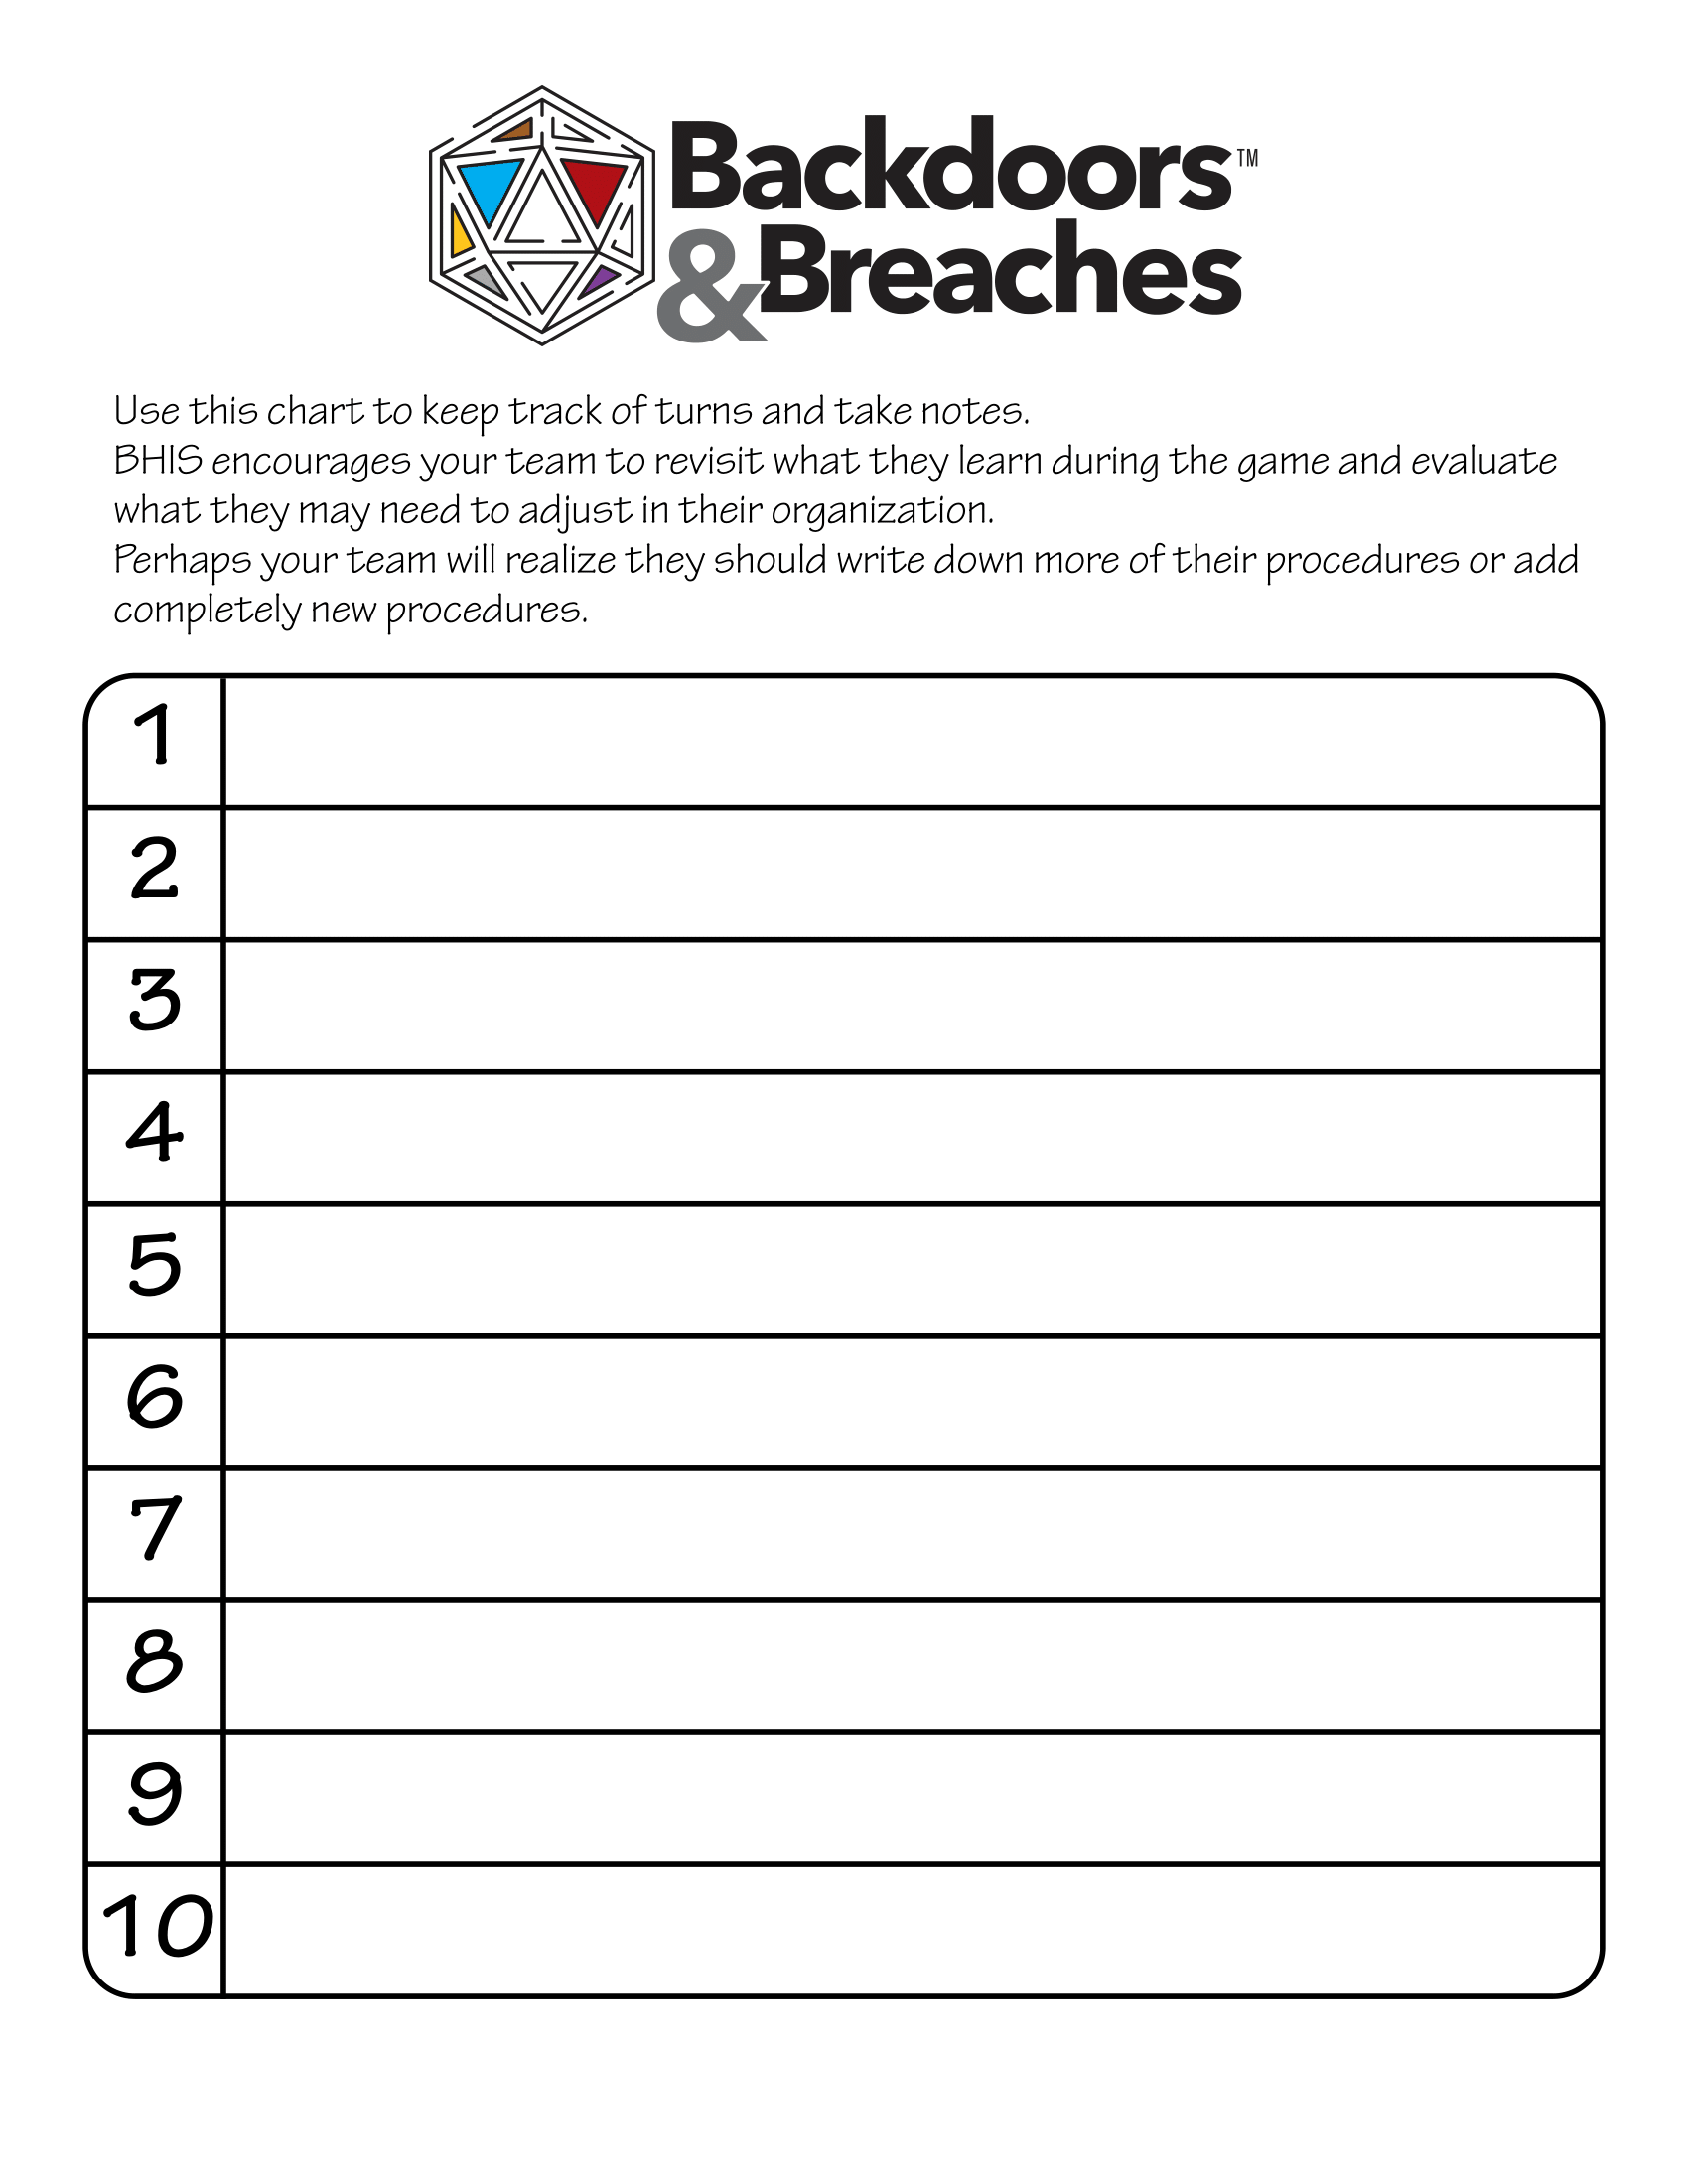 Backdoors™
&Breaches
Use this chart to keep track of turns and take notes.
BHIS encourages your team to revisit what they learn during the game and evaluate
what they may need to adjust in their organization.
Perhaps your team will realize they should write down more of their procedures or add
completely new procedures.
1
2
3
4
5
6
7
8
9
10